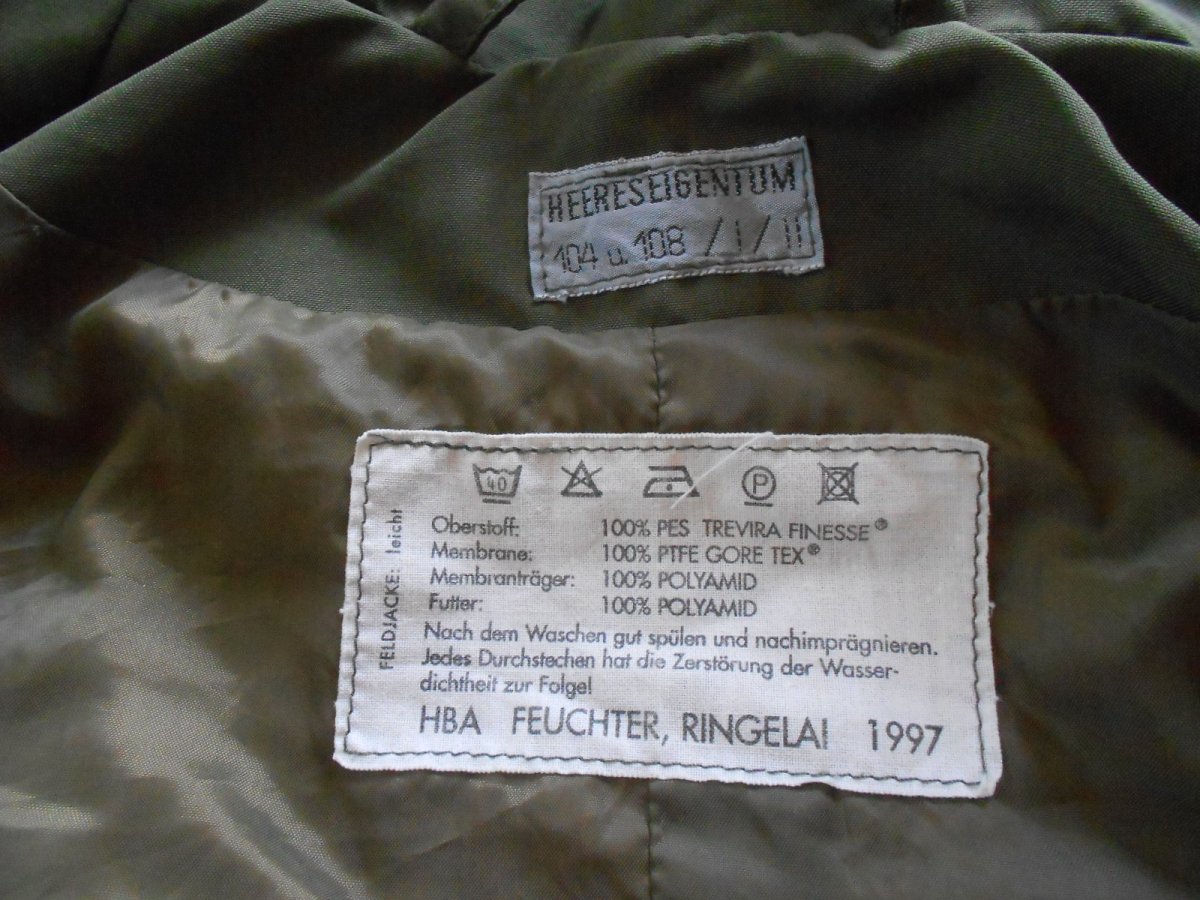 HEERESEIGENTUM
104 u. 108 / I / II
40
P
FELDJACKE: leicht
Oberstoff: 100% PES TREVIRA FINESSE®
Membrane: 100% PTFE GORE TEX®
Membranträger: 100% POLYAMID
Futter: 100% POLYAMID
Nach dem Waschen gut spülen und nachimprägnieren.
Jedes Durchstechen hat die Zerstörung der Wasser-
dichtheit zur Folge!
HBA FEUCHTER, RINGELAI 1997